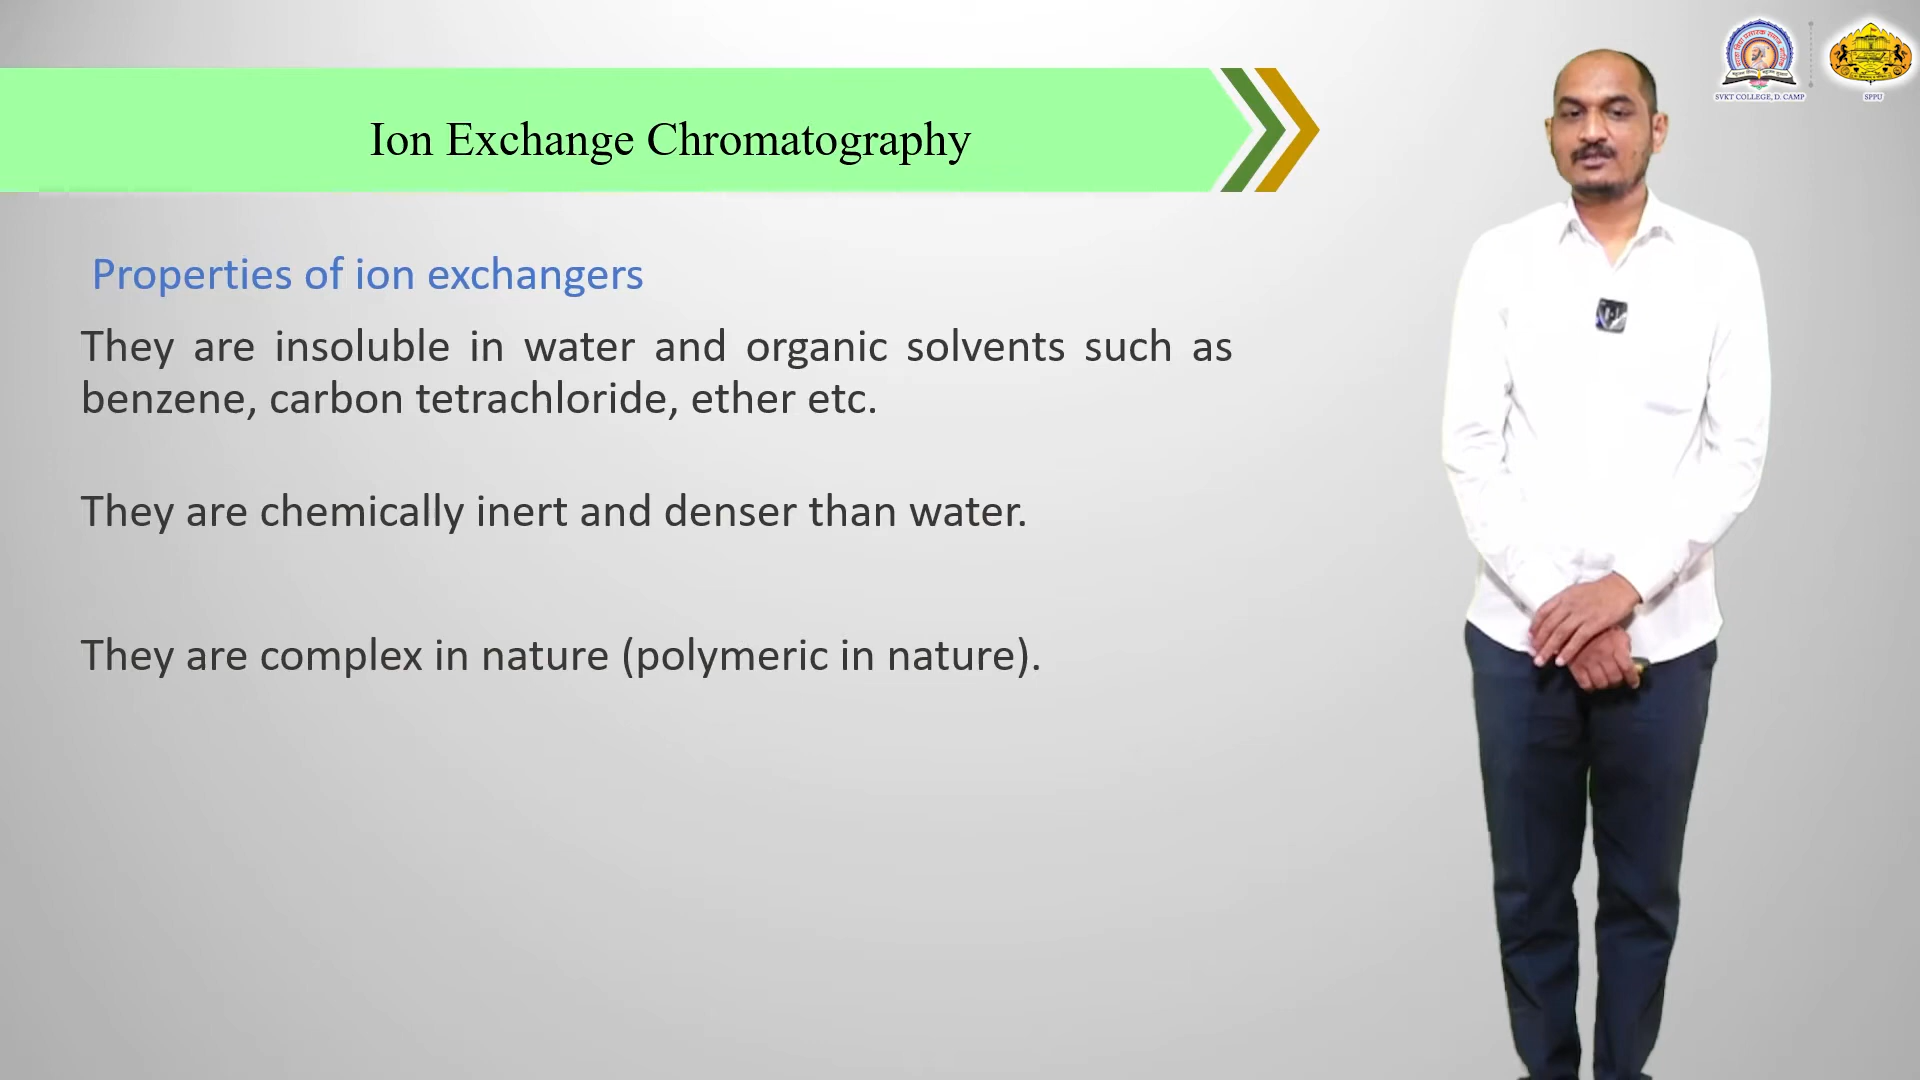 Ion Exchange Chromatography
SVKT COLLEGE, D. CAMP
SPPU
Properties of ion exchangers
They are insoluble in water and organic solvents such as
benzene, carbon tetrachloride, ether etc.
They are chemically inert and denser than water.
They are complex in nature (polymeric in nature).